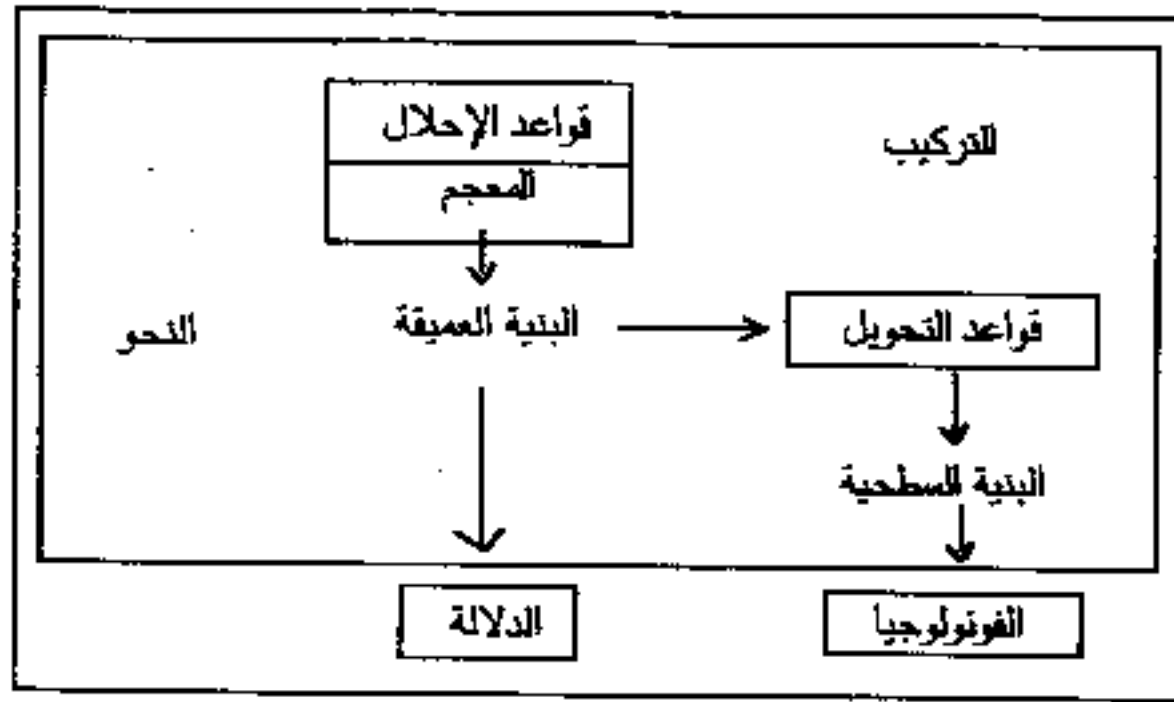 قواعد الإحلال
التركيب
المعجم
قواعد التحويل
البنية العميقة
النحو
البنية السطحية
الفونولوجيا
الدلالة